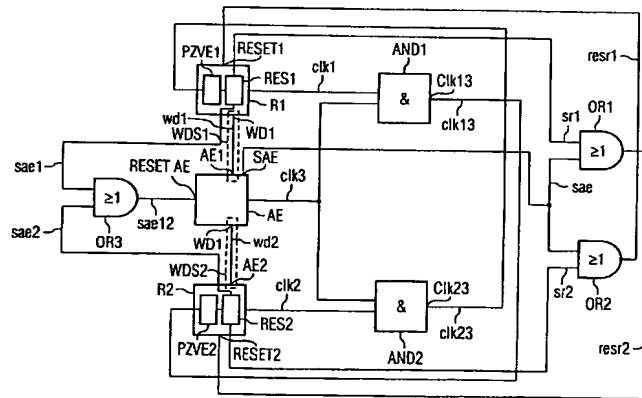 PZVE1
RESET1
RES1
R1
wd1
WDS1
WD1
clk1
AND1
&
Clk13
clk13
resr1
OR1
sr1
≥1
sae1
RESET AE
AE1
SAE
clk3
AE
sae
≥1
sae12
OR3
sae2
WD1
wd2
WDS2
AE2
R2
clk2
RES2
PZVE2
RESET2
&
Clk23
clk23
AND2
≥1
sr2
OR2
resr2